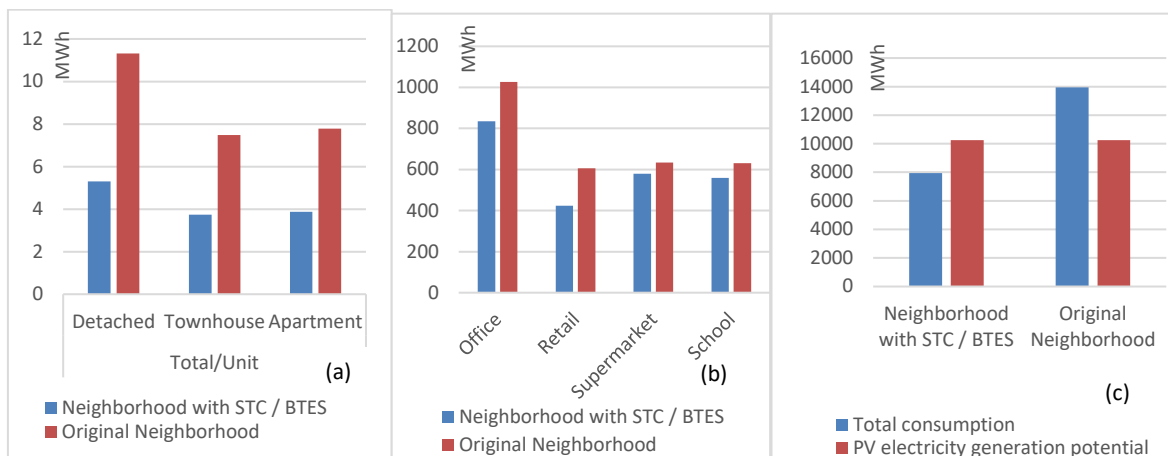 MWh
12
10
8
6
4
2
0
Detached Townhouse Apartment
Total/Unit
(a)
Neighborhood with STC / BTES
Original Neighborhood
MWh
1200
1000
800
600
400
200
0
Office
Retail
Supermarket
School
(b)
Neighborhood with STC / BTES
Original Neighborhood
MWh
16000
14000
12000
10000
8000
6000
4000
2000
0
Neighborhood
with STC / BTES
Original
Neighborhood
(c)
Total consumption
PV electricity generation potential